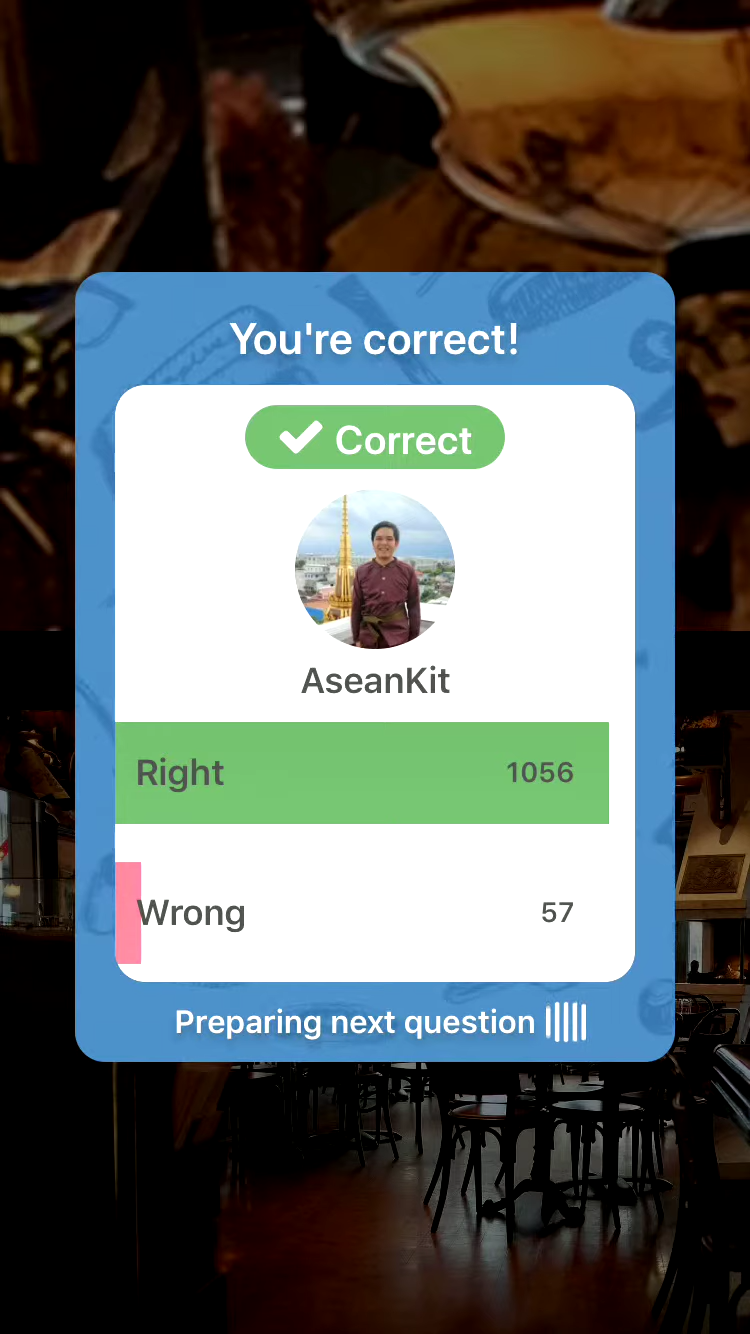 You're correct!
Correct
AseanKit
Right 1056
Wrong 57
Preparing next question